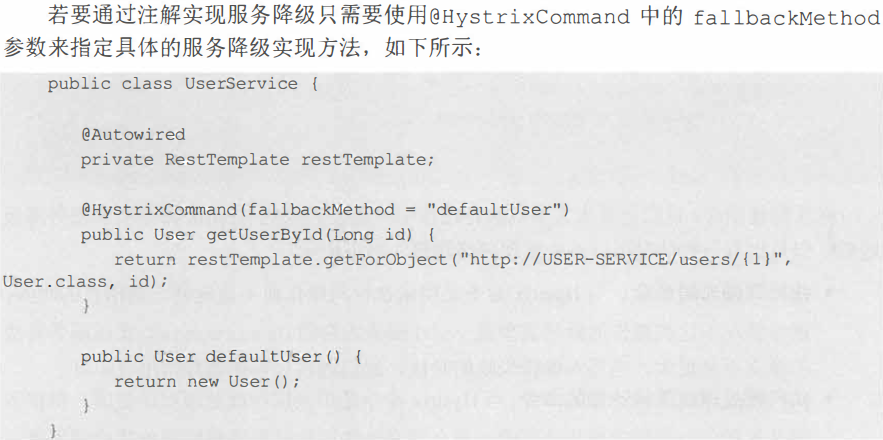 若要通过注解实现服务降级只需要使用@HystrixCommand 中的 fallbackMethod
参数来指定具体的服务降级实现方法，如下所示：
public class UserService {
@Autowired
private RestTemplate restTemplate;
@HystrixCommand(fallbackMethod = "defaultUser")
public User getUserById(Long id) {
return restTemplate.getForObject("http://USER-SERVICE/users/{1}",
User.class, id);
}
public User defaultUser() {
return new User();
}
}